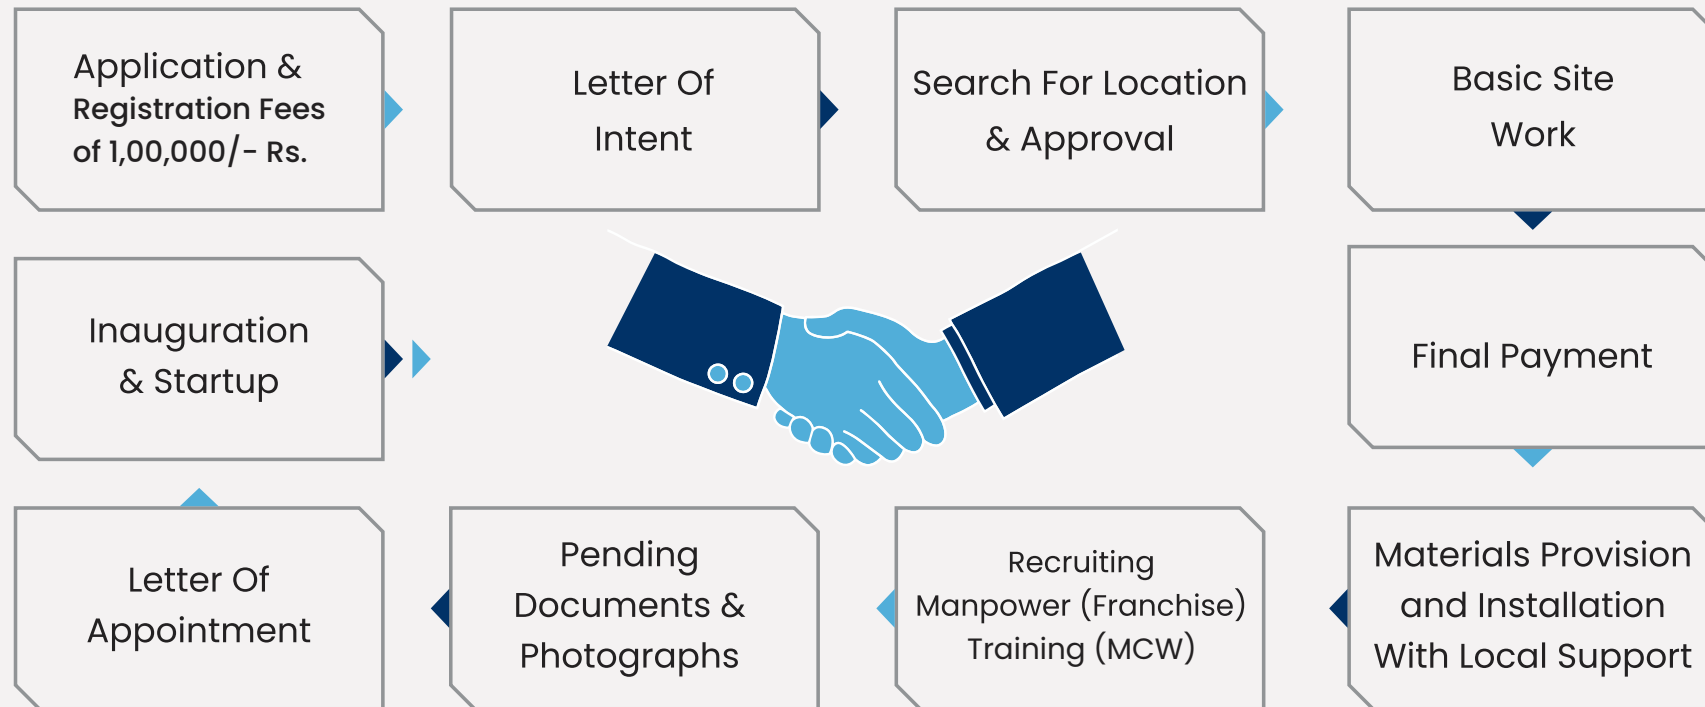 Application &
Registration Fees
of 1,00,000/- Rs.
Letter Of
Intent
Search For Location
& Approval
Basic Site
Work
Final Payment
Materials Provision
and Installation
With Local Support
Recruiting
Manpower (Franchise)
Training (MCW)
Pending
Documents &
Photographs
Letter Of
Appointment
Inauguration
& Startup